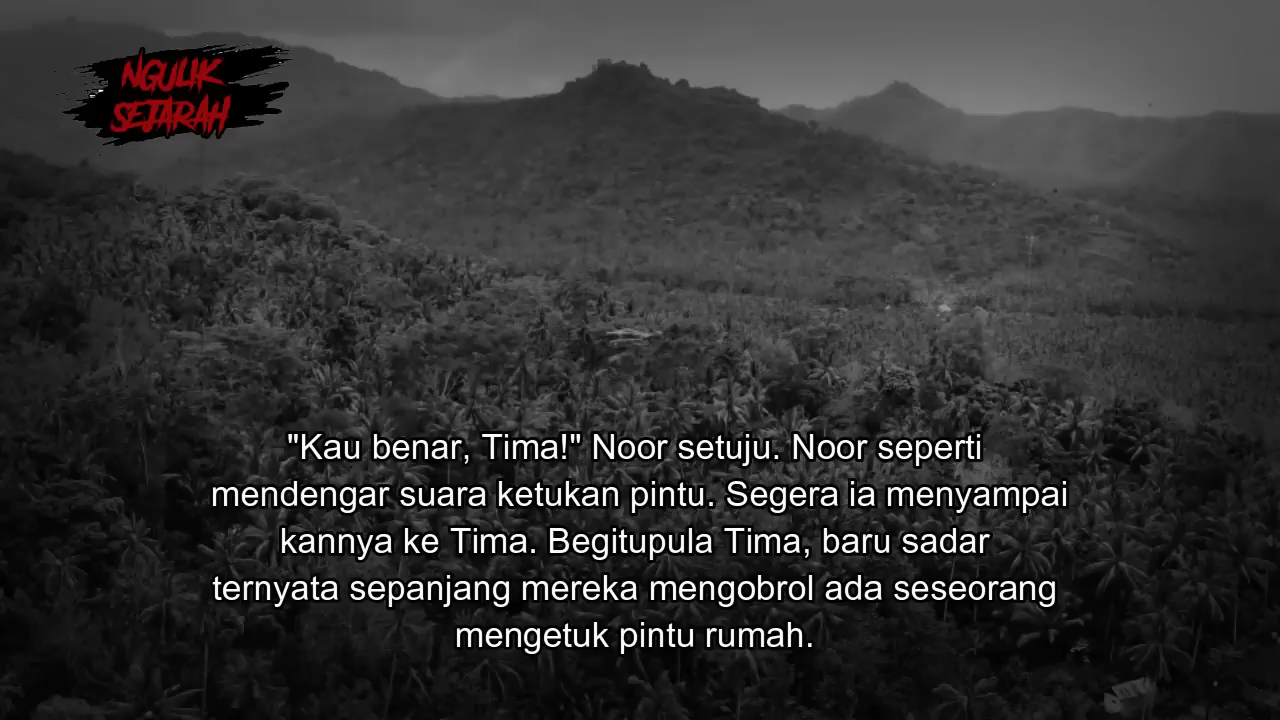 NGULIK
SEJARAH
"Kau benar, Tima!" Noor setuju. Noor seperti
mendengar suara ketukan pintu. Segera ia menyampai
kannya ke Tima. Begitupula Tima, baru sadar
ternyata sepanjang mereka mengobrol ada seseorang
mengetuk pintu rumah.